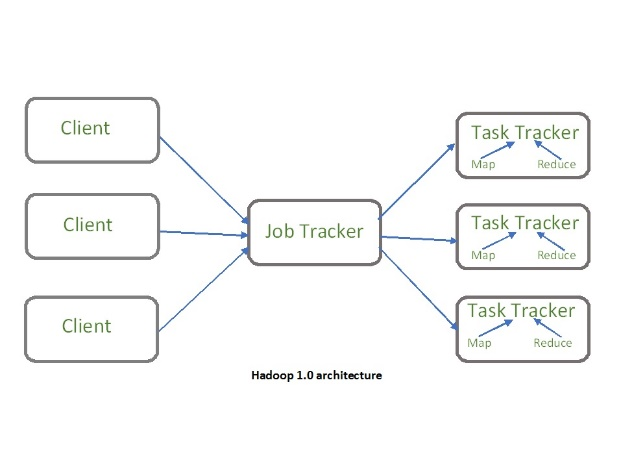 Client
Client
Client
Job Tracker
Task Tracker
Map Reduce
Task Tracker
Map Reduce
Task Tracker
Map Reduce
Hadoop 1.0 architecture